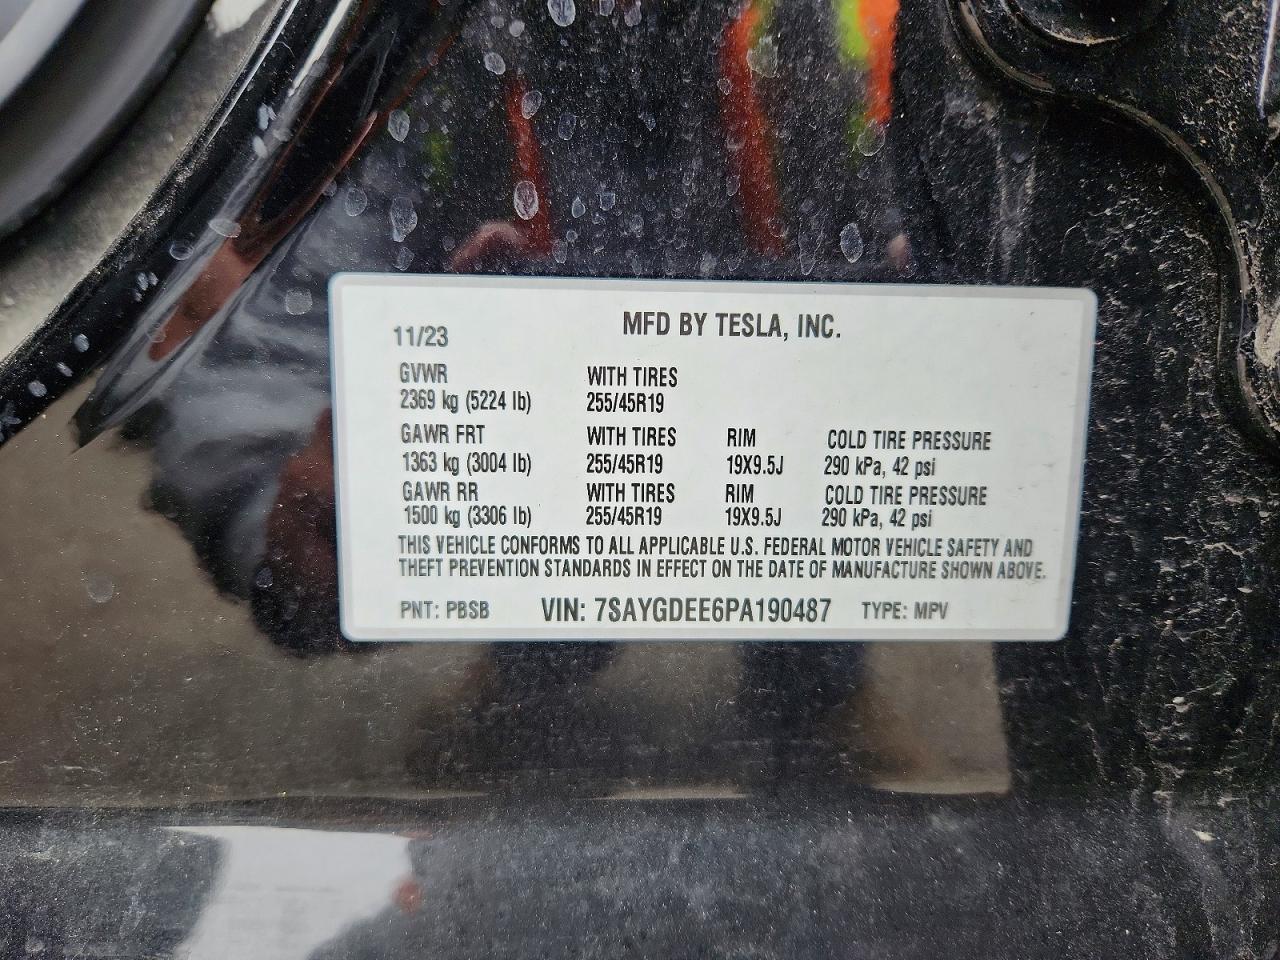 MFD BY TESLA, INC.
11/23
GVWR WITH TIRES
2369 kg (5224 lb) 255/45R19
GAWR FRT WITH TIRES RIM COLD TIRE PRESSURE
1363 kg (3004 lb) 255/45R19 19X9.5J 290 kPa, 42 psi
GAWR RR WITH TIRES RIM COLD TIRE PRESSURE
1500 kg (3306 lb) 255/45R19 19X9.5J 290 kPa, 42 psi
THIS VEHICLE CONFORMS TO ALL APPLICABLE U.S. FEDERAL MOTOR VEHICLE SAFETY AND
THEFT PREVENTION STANDARDS IN EFFECT ON THE DATE OF MANUFACTURE SHOWN ABOVE.
PNT: PBSB VIN: 7SAYGDEE6PA190487 TYPE: MPV